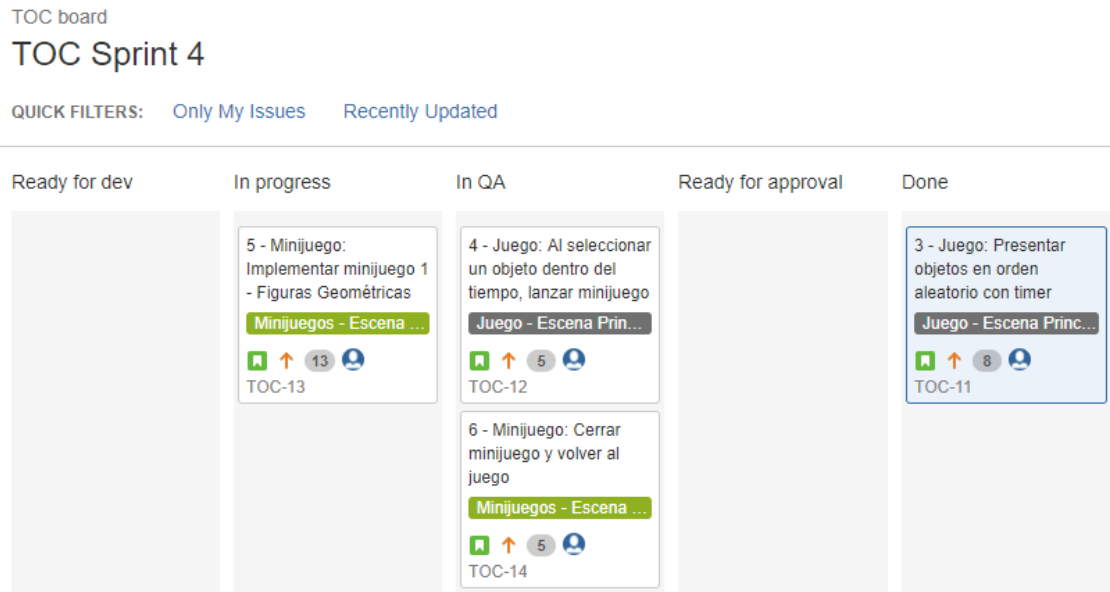 TOC board
TOC Sprint 4
QUICK FILTERS: Only My Issues Recently Updated
Ready for dev In progress In QA Ready for approval Done
5 - Minijuego:
Implementar minijuego 1
- Figuras Geométricas
Minijuegos - Escena ...
13
TOC-13
4 - Juego: Al seleccionar
un objeto dentro del
tiempo, lanzar minijuego
Juego - Escena Prin...
5
TOC-12
6 - Minijuego: Cerrar
minijuego y volver al
juego
Minijuegos - Escena ...
5
TOC-14
3 - Juego: Presentar
objetos en orden
aleatorio con timer
Juego - Escena Princ...
8
TOC-11